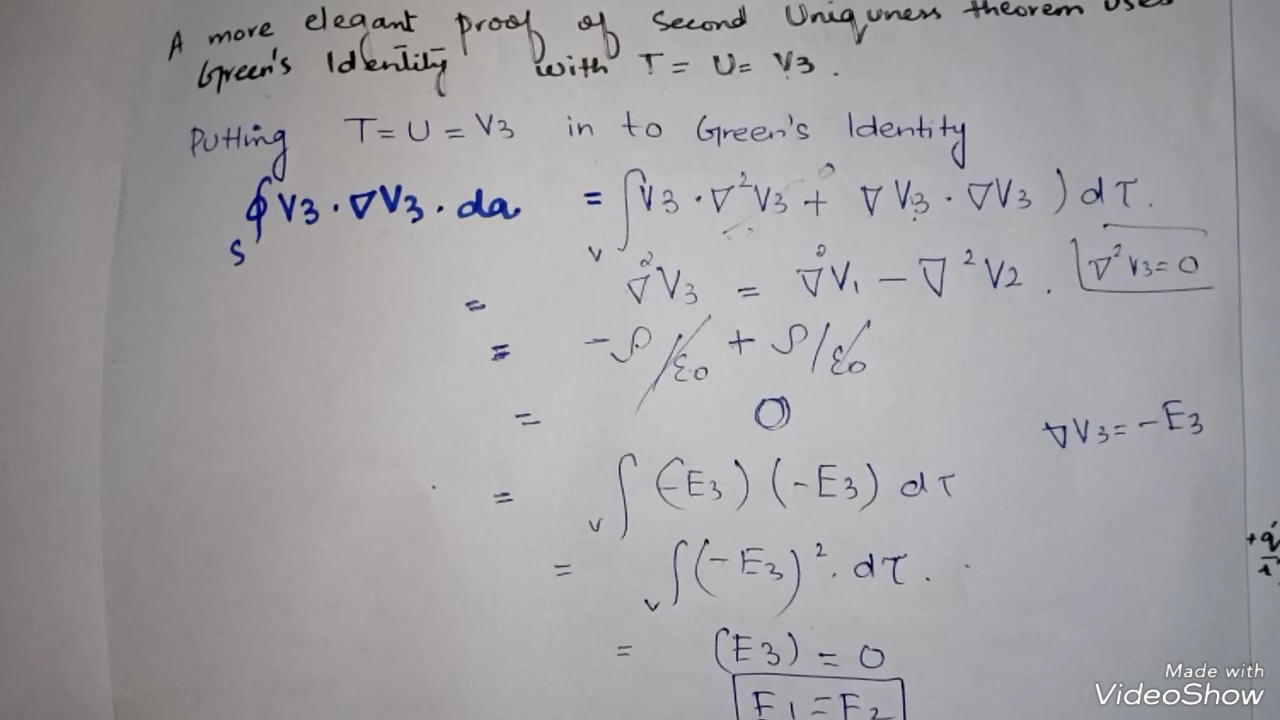 A more elegant proof of Second Uniquness theorem uses
Green's Identity with T = U = V3.
Putting T = U = V3 in to Green's Identity
∮S V3 · ∇V3 · da = ∫V V3 · ∇²V3 + ∇V3 · ∇V3 ) dτ.
= ∇²V3 = ∇²V1 − ∇²V2. ∇²V3 = 0
= −ρ/ε0 + ρ/ε0
= 0
∇V3 = −E3
= ∫V (−E3) (−E3) dτ
= ∫V (−E3)². dτ.
= (E3) = 0
E1 = E2
Made with
VideoShow